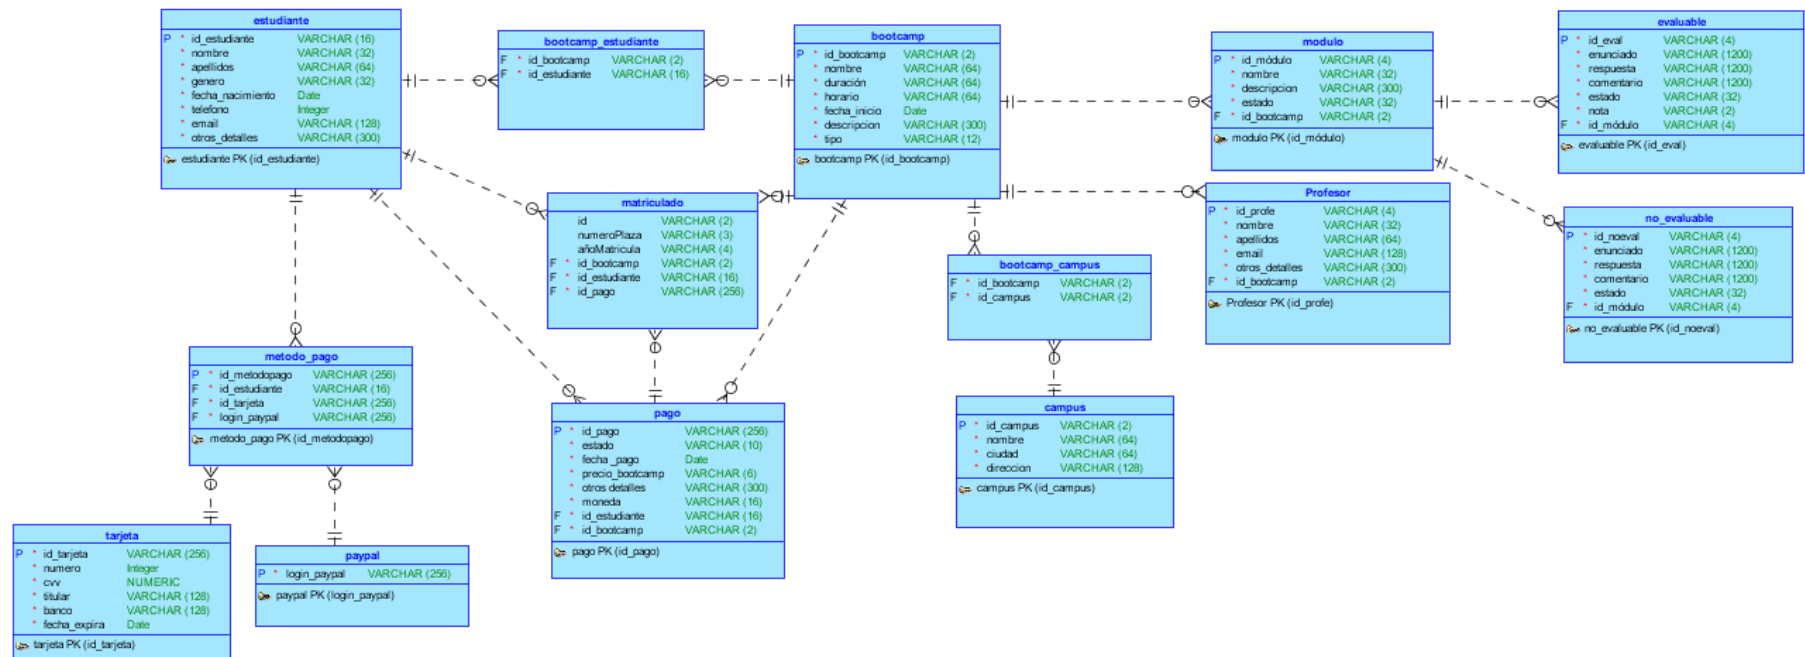 estudiante
P * id_estudiante VARCHAR (16)
* nombre VARCHAR (32)
* apellidos VARCHAR (64)
* genero VARCHAR (32)
* fecha_nacimiento Date
* telefono Integer
* email VARCHAR (128)
* otros_detalles VARCHAR (300)
estudiante PK (id_estudiante)
bootcamp_estudiante
F * id_bootcamp VARCHAR (2)
F * id_estudiante VARCHAR (16)
bootcamp
P * id_bootcamp VARCHAR (2)
* nombre VARCHAR (64)
* duración VARCHAR (64)
* horario VARCHAR (64)
* fecha_inicio Date
* descripcion VARCHAR (300)
* tipo VARCHAR (12)
bootcamp PK (id_bootcamp)
modulo
P * id_módulo VARCHAR (4)
* nombre VARCHAR (32)
* descripcion VARCHAR (300)
* estado VARCHAR (32)
F * id_bootcamp VARCHAR (2)
modulo PK (id_módulo)
evaluable
P * id_eval VARCHAR (4)
* enunciado VARCHAR (1200)
* respuesta VARCHAR (1200)
* comentario VARCHAR (1200)
* estado VARCHAR (32)
* nota VARCHAR (2)
F * id_módulo VARCHAR (4)
evaluable PK (id_eval)
matriculado
id VARCHAR (2)
numeroPlaza VARCHAR (3)
añoMatricula VARCHAR (4)
F * id_bootcamp VARCHAR (2)
F * id_estudiante VARCHAR (16)
F * id_pago VARCHAR (256)
Profesor
P * id_profe VARCHAR (4)
* nombre VARCHAR (32)
* apellidos VARCHAR (64)
* email VARCHAR (128)
* otros_detalles VARCHAR (300)
F * id_bootcamp VARCHAR (2)
Profesor PK (id_profe)
no_evaluable
P * id_noeval VARCHAR (4)
* enunciado VARCHAR (1200)
* respuesta VARCHAR (1200)
* comentario VARCHAR (1200)
* estado VARCHAR (32)
F * id_módulo VARCHAR (4)
no_evaluable PK (id_noeval)
bootcamp_campus
F * id_bootcamp VARCHAR (2)
F * id_campus VARCHAR (2)
metodo_pago
P * id_metodopago VARCHAR (256)
F * id_estudiante VARCHAR (16)
F * id_tarjeta VARCHAR (256)
F * login_paypal VARCHAR (256)
metodo_pago PK (id_metodopago)
pago
P * id_pago VARCHAR (256)
* estado VARCHAR (10)
* fecha _pago Date
* precio_bootcamp VARCHAR (6)
* otros detalles VARCHAR (300)
* moneda VARCHAR (16)
F * id_estudiante VARCHAR (16)
F * id_bootcamp VARCHAR (2)
pago PK (id_pago)
campus
P * id_campus VARCHAR (2)
* nombre VARCHAR (64)
* ciudad VARCHAR (64)
* direccion VARCHAR (128)
campus PK (id_campus)
tarjeta
P * id_tarjeta VARCHAR (256)
* numero Integer
* cvv NUMERIC
* titular VARCHAR (128)
* banco VARCHAR (128)
* fecha_expira Date
tarjeta PK (id_tarjeta)
paypal
P * login_paypal VARCHAR (256)
paypal PK (login_paypal)